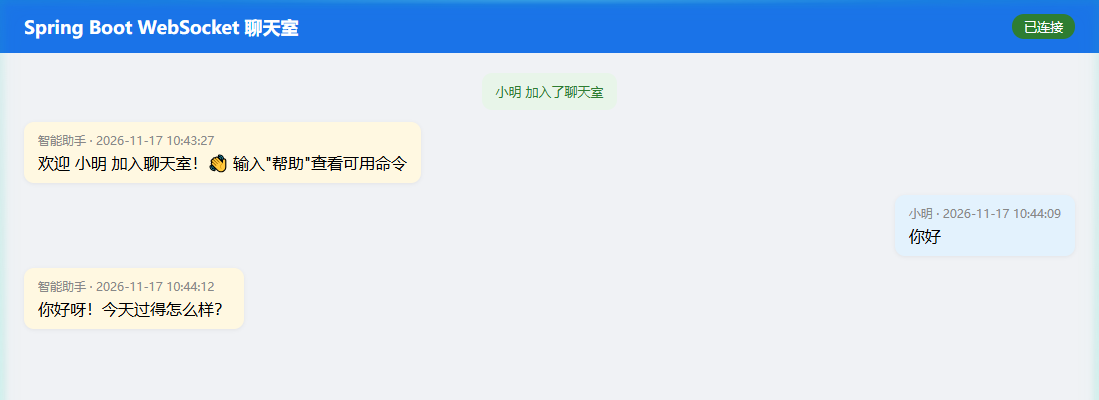 Spring Boot WebSocket 聊天室
已连接
小明 加入了聊天室
智能助手 · 2026-11-17 10:43:27
欢迎 小明 加入聊天室！👏 输入"帮助"查看可用命令
小明 · 2026-11-17 10:44:09
你好
智能助手 · 2026-11-17 10:44:12
你好呀！今天过得怎么样？